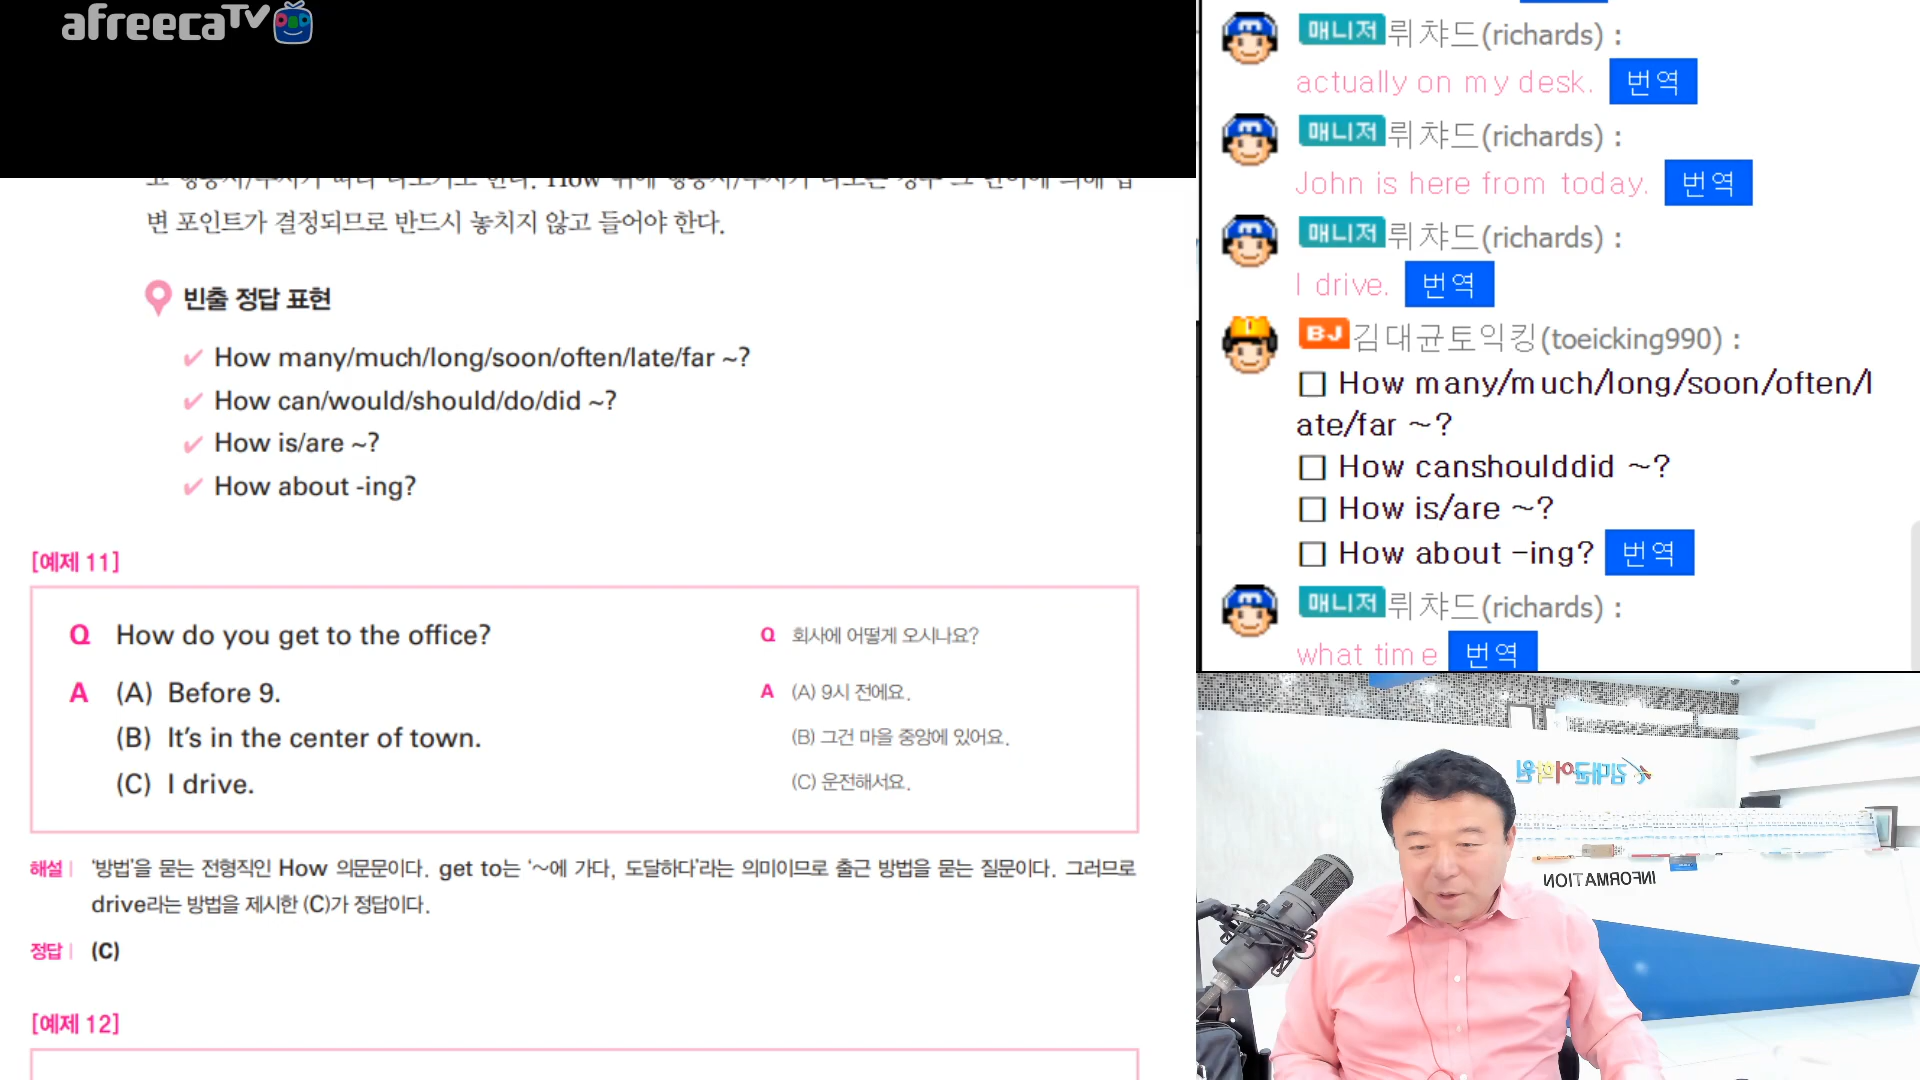 afreecaTV
변 포인트가 결정되므로 반드시 놓치지 않고 들어야 한다.
빈출 정답 표현
✔ How many/much/long/soon/often/late/far ~?
✔ How can/would/should/do/did ~?
✔ How is/are ~?
✔ How about -ing?
[예제 11]
Q How do you get to the office?
A (A) Before 9.
(B) It's in the center of town.
(C) I drive.
Q 회사에 어떻게 오시나요?
A (A) 9시 전에요.
(B) 그건 마을 중앙에 있어요.
(C) 운전해서요.
해설 | '방법'을 묻는 전형직인 How 의문문이다. get to는 '~에 가다, 도달하다'라는 의미이므로 출근 방법을 묻는 질문이다. 그러므로
drive라는 방법을 제시한 (C)가 정답이다.
정답 | (C)
[예제 12]
매니저 뤼챠드(richards) :
actually on my desk. 번역
매니저 뤼챠드(richards) :
John is here from today. 번역
매니저 뤼챠드(richards) :
I drive. 번역
BJ 김대균토익킹(toeicking990) :
□ How many/much/long/soon/often/l
ate/far ~?
□ How canshoulddid ~?
□ How is/are ~?
□ How about -ing? 번역
매니저 뤼챠드(richards) :
what time 번역
김대균어학원
INFORMATION